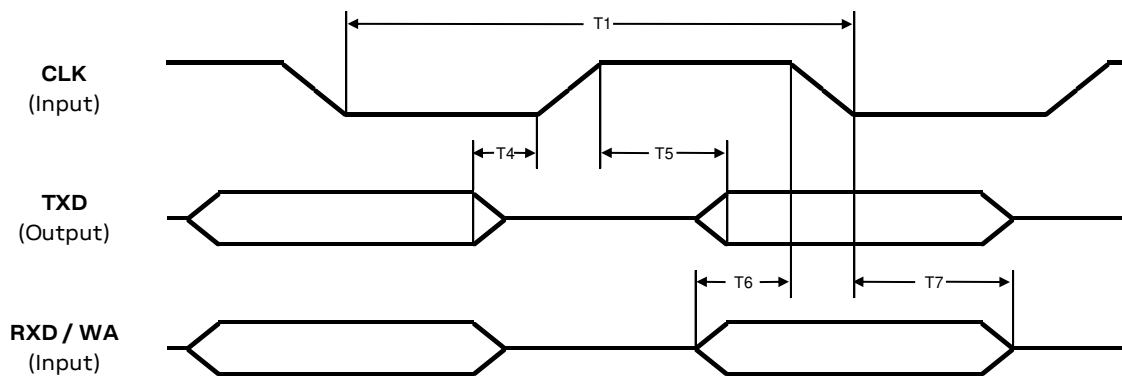 T1
CLK
(Input)
T4
T5
TXD
(Output)
T6
T7
RXD / WA
(Input)